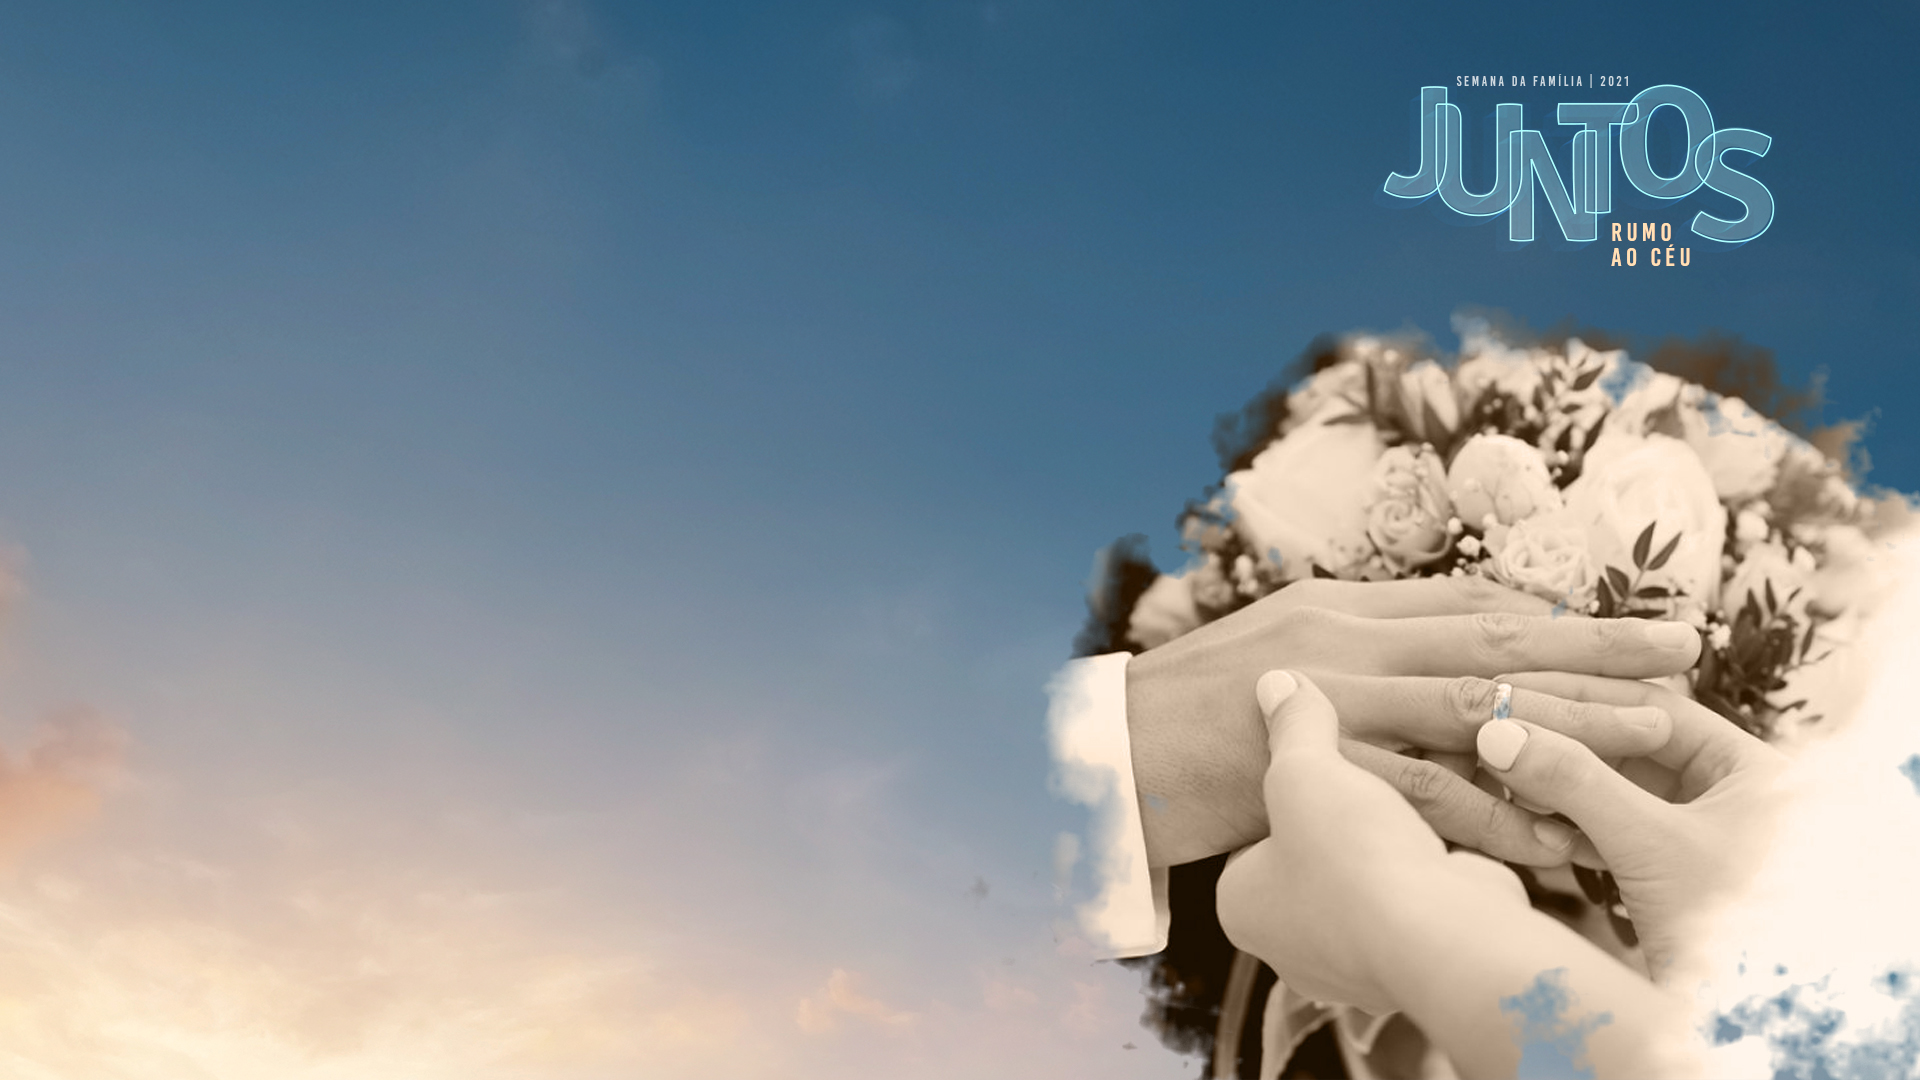 SEMANA DA FAMÍLIA | 2021
JUNTOS
RUMO
AO CÉU